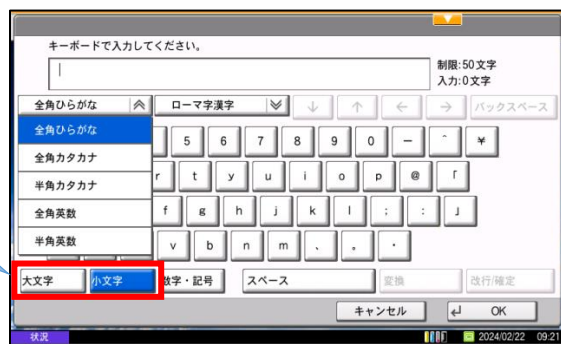 キーボードで入力してください。
制限:50文字
入力:0文字
全角ひらがな ローマ字漢字 ↓ ↑ ← → バックスペース
全角ひらがな
5 6 7 8 9 0 － ＾ ￥
全角カタカナ
r t y u i o p @ 「
半角カタカナ
全角英数
f g h j k l ; : 」
半角英数
v b n m 、 。 ・
大文字 小文字 数字・記号 スペース 変換 改行/確定
キャンセル OK
状況 2024/02/22 09:21